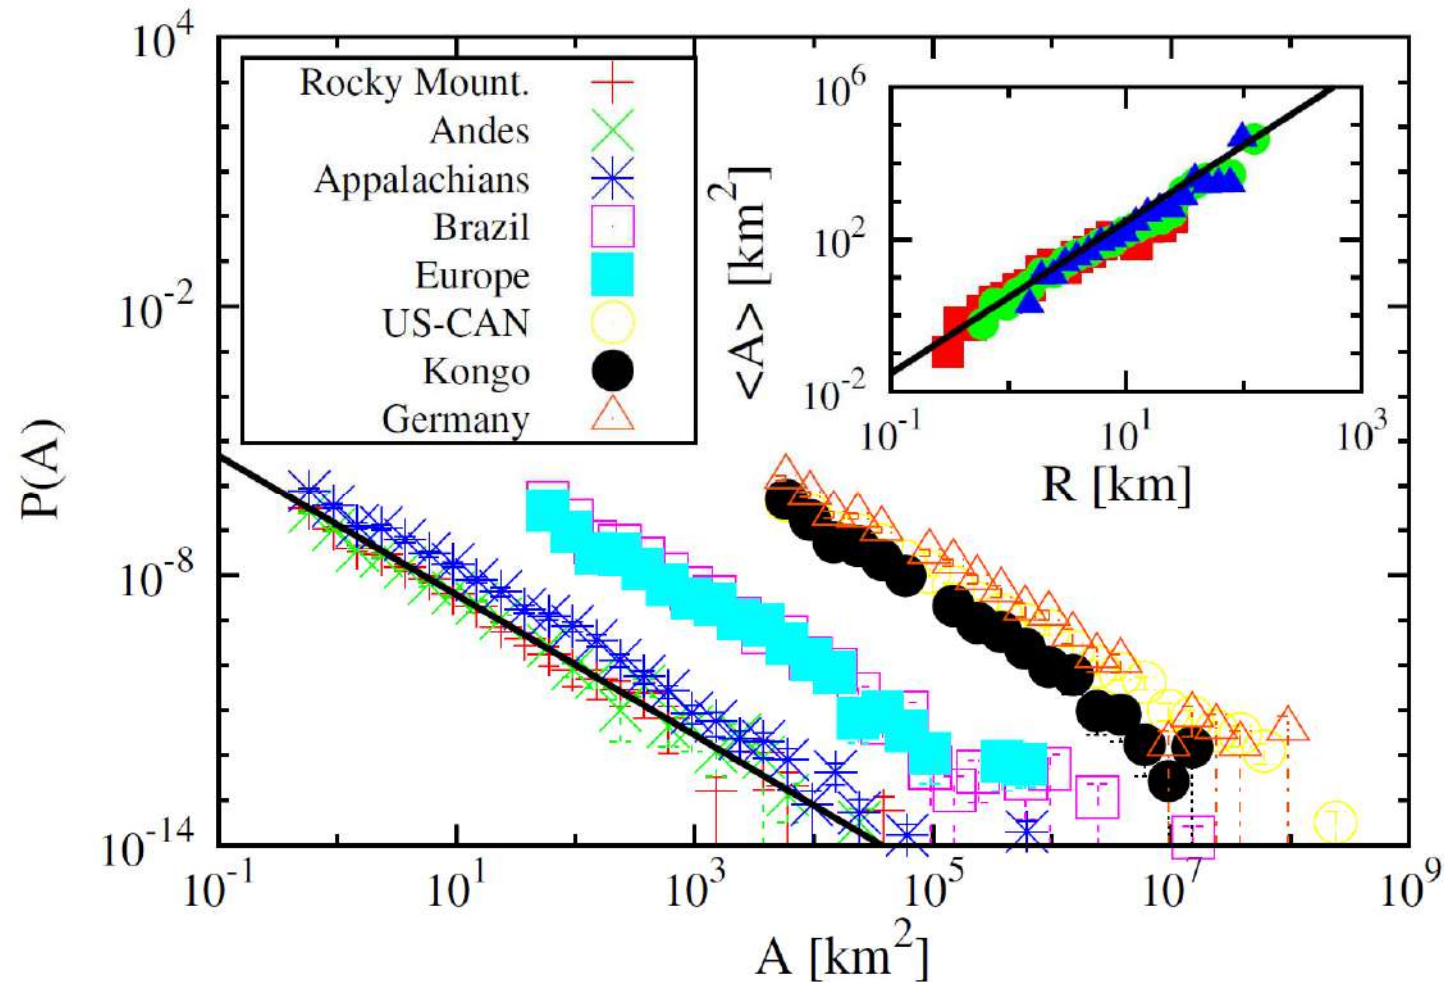 10^4
10^-2
10^-8
10^-14
P(A)
Rocky Mount.
Andes
Appalachians
Brazil
Europe
US-CAN
Kongo
Germany
10^6
10^2
10^-2
<A> [km^2]
10^-1
10^1
10^3
R [km]
10^-1
10^1
10^3
10^5
10^7
10^9
A [km^2]